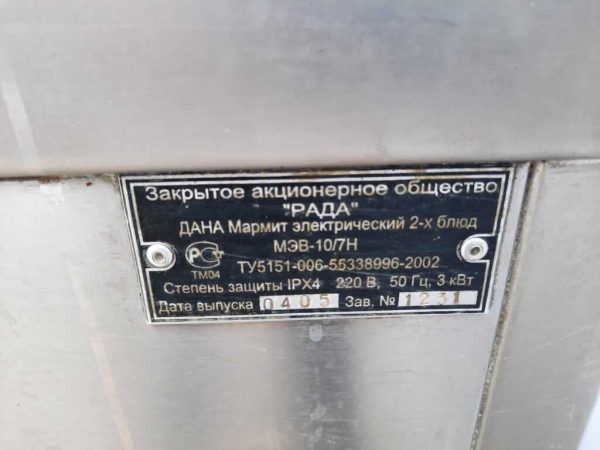 Закрытое акционерное общество
"РАДА"
ДАНА Мармит электрический 2-х блюд
МЭВ-10/7Н
ТМ04
ТУ5151-006-55338996-2002
Степень защиты IPX4 220 В, 50 Гц, 3 кВт
Дата выпуска 0405 Зав. № 1231